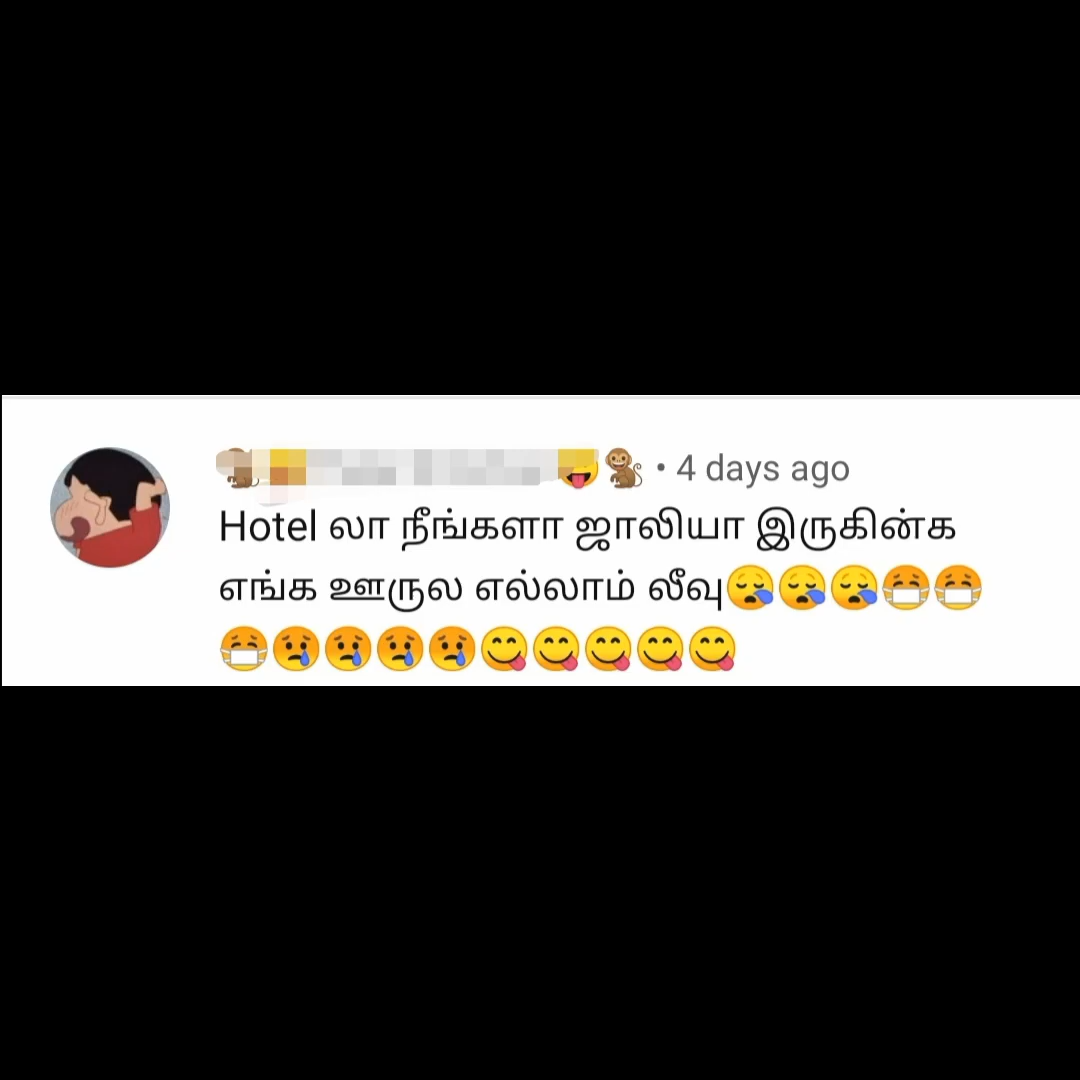 • 4 days ago
Hotel லா நீங்களா ஜாலியா இருகின்க
எங்க ஊருல எல்லாம் லீவு😪😪😪😷😷
😷😢😢😢😢😋😋😋😋😋